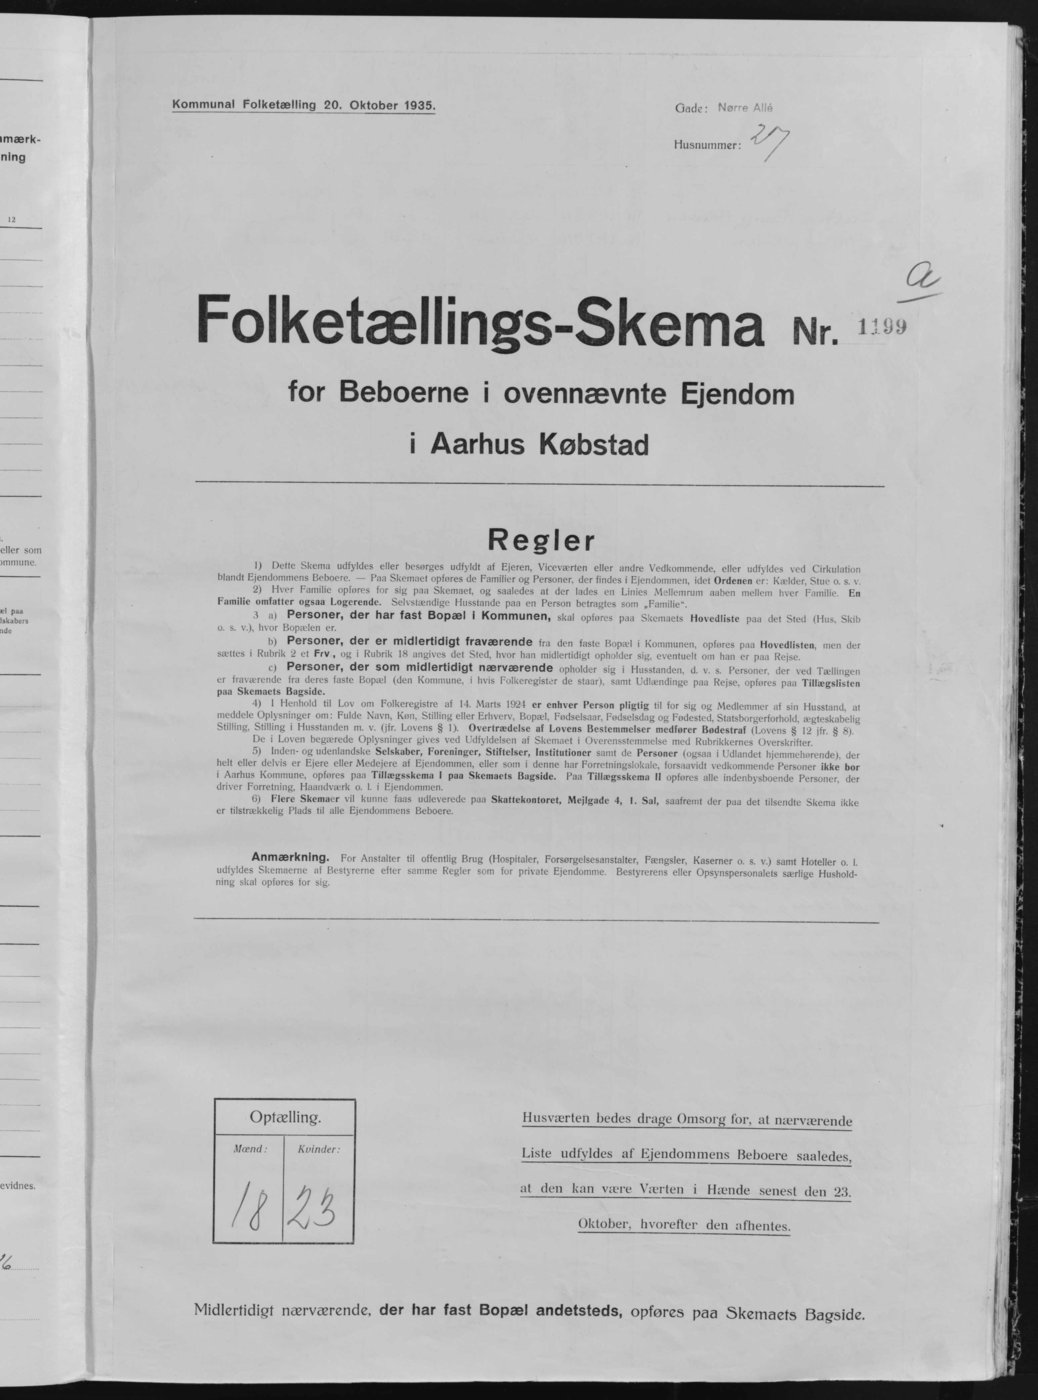 Kommunal Folketælling 20. Oktober 1935.
Gade: Nørre Allé
Husnummer: 27
a
Folketællings-Skema Nr. 1199
for Beboerne i ovennævnte Ejendom
i Aarhus Købstad
Regler
1) Dette Skema udfyldes eller besørges udfyldt af Ejeren, Viceværten eller andre Vedkommende, eller udfyldes ved Cirkulation
blandt Ejendommens Beboere. — Paa Skemaet opføres de Familier og Personer, der findes i Ejendommen, idet Ordenen er: Kælder, Stue o. s. v.
2) Hver Familie opføres for sig paa Skemaet, og saaledes at der lades en Linies Mellemrum aaben mellem hver Familie. En
Familie omfatter ogsaa Logerende. Selvstændige Husstande paa en Person betragtes som „Familie“.
3 a) Personer, der har fast Bopæl i Kommunen, skal opføres paa Skemaets Hovedliste paa det Sted (Hus, Skib
o. s. v.), hvor Bopælen er.
b) Personer, der er midlertidigt fraværende fra den faste Bopæl i Kommunen, opføres paa Hovedlisten, men der
sættes i Rubrik 2 et Frv., og i Rubrik 18 angives det Sted, hvor han midlertidigt opholder sig, eventuelt om han er paa Rejse.
c) Personer, der som midlertidigt nærværende opholder sig i Husstanden, d. v. s. Personer, der ved Tællingen
er fraværende fra deres faste Bopæl (den Kommune, i hvis Folkeregister de staar), samt Udlændinge paa Rejse, opføres paa Tillægslisten
paa Skemaets Bagside.
4) I Henhold til Lov om Folkeregistre af 14. Marts 1924 er enhver Person pligtig til for sig og Medlemmer af sin Husstand, at
meddele Oplysninger om: Fulde Navn, Køn, Stilling eller Erhverv, Bopæl, Fødselsaar, Fødselsdag og Fødested, Statsborgerforhold, ægteskabelig
Stilling, Stilling i Husstanden m. v. (jfr. Lovens § 1). Overtrædelse af Lovens Bestemmelser medfører Bødestraf (Lovens § 12 jfr. § 8).
De i Loven begærede Oplysninger gives ved Udfyldelsen af Skemaet i Overensstemmelse med Rubrikkernes Overskrifter.
5) Inden- og udenlandske Selskaber, Foreninger, Stiftelser, Institutioner samt de Personer (ogsaa i Udlandet hjemmehørende), der
helt eller delvis er Ejere eller Medejere af Ejendommen, eller som i denne har Forretningslokale, forsaavidt vedkommende Personer ikke bor
i Aarhus Kommune, opføres paa Tillægsskema I paa Skemaets Bagside. Paa Tillægsskema II opføres alle indenbysboende Personer, der
driver Forretning, Haandværk o. l. i Ejendommen.
6) Flere Skemaer vil kunne faas udleverede paa Skattekontoret, Mejlgade 4, 1. Sal, saafremt der paa det tilsendte Skema ikke
er tilstrækkelig Plads til alle Ejendommens Beboere.
Anmærkning. For Anstalter til offentlig Brug (Hospitaler, Forsørgelsesanstalter, Fængsler, Kaserner o. s. v.) samt Hoteller o. l.
udfyldes Skemaerne af Bestyrerne efter samme Regler som for private Ejendomme. Bestyrerens eller Opsynspersonalets særlige Hushold-
ning skal opføres for sig.
Optælling.
Mænd: Kvinder:
18 23
Husværten bedes drage Omsorg for, at nærværende
Liste udfyldes af Ejendommens Beboere saaledes,
at den kan være Værten i Hænde senest den 23.
Oktober, hvorefter den afhentes.
Midlertidigt nærværende, der har fast Bopæl andetsteds, opføres paa Skemaets Bagside.